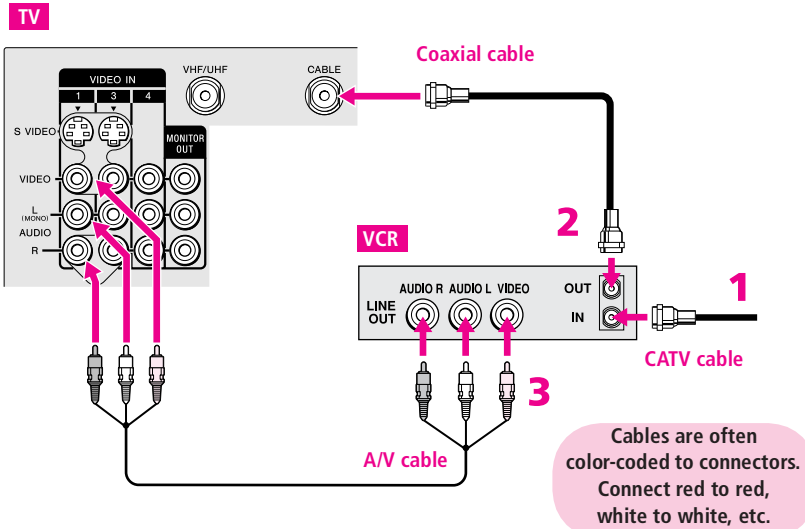 TV
Coaxial cable
VIDEO IN
1 3 4
VHF/UHF
CABLE
S VIDEO
MONITOR
OUT
VIDEO
L
(MONO)
AUDIO
R
2
VCR
AUDIO R AUDIO L VIDEO
LINE
OUT
OUT
IN
1
CATV cable
3
A/V cable
Cables are often
color-coded to connectors.
Connect red to red,
white to white, etc.